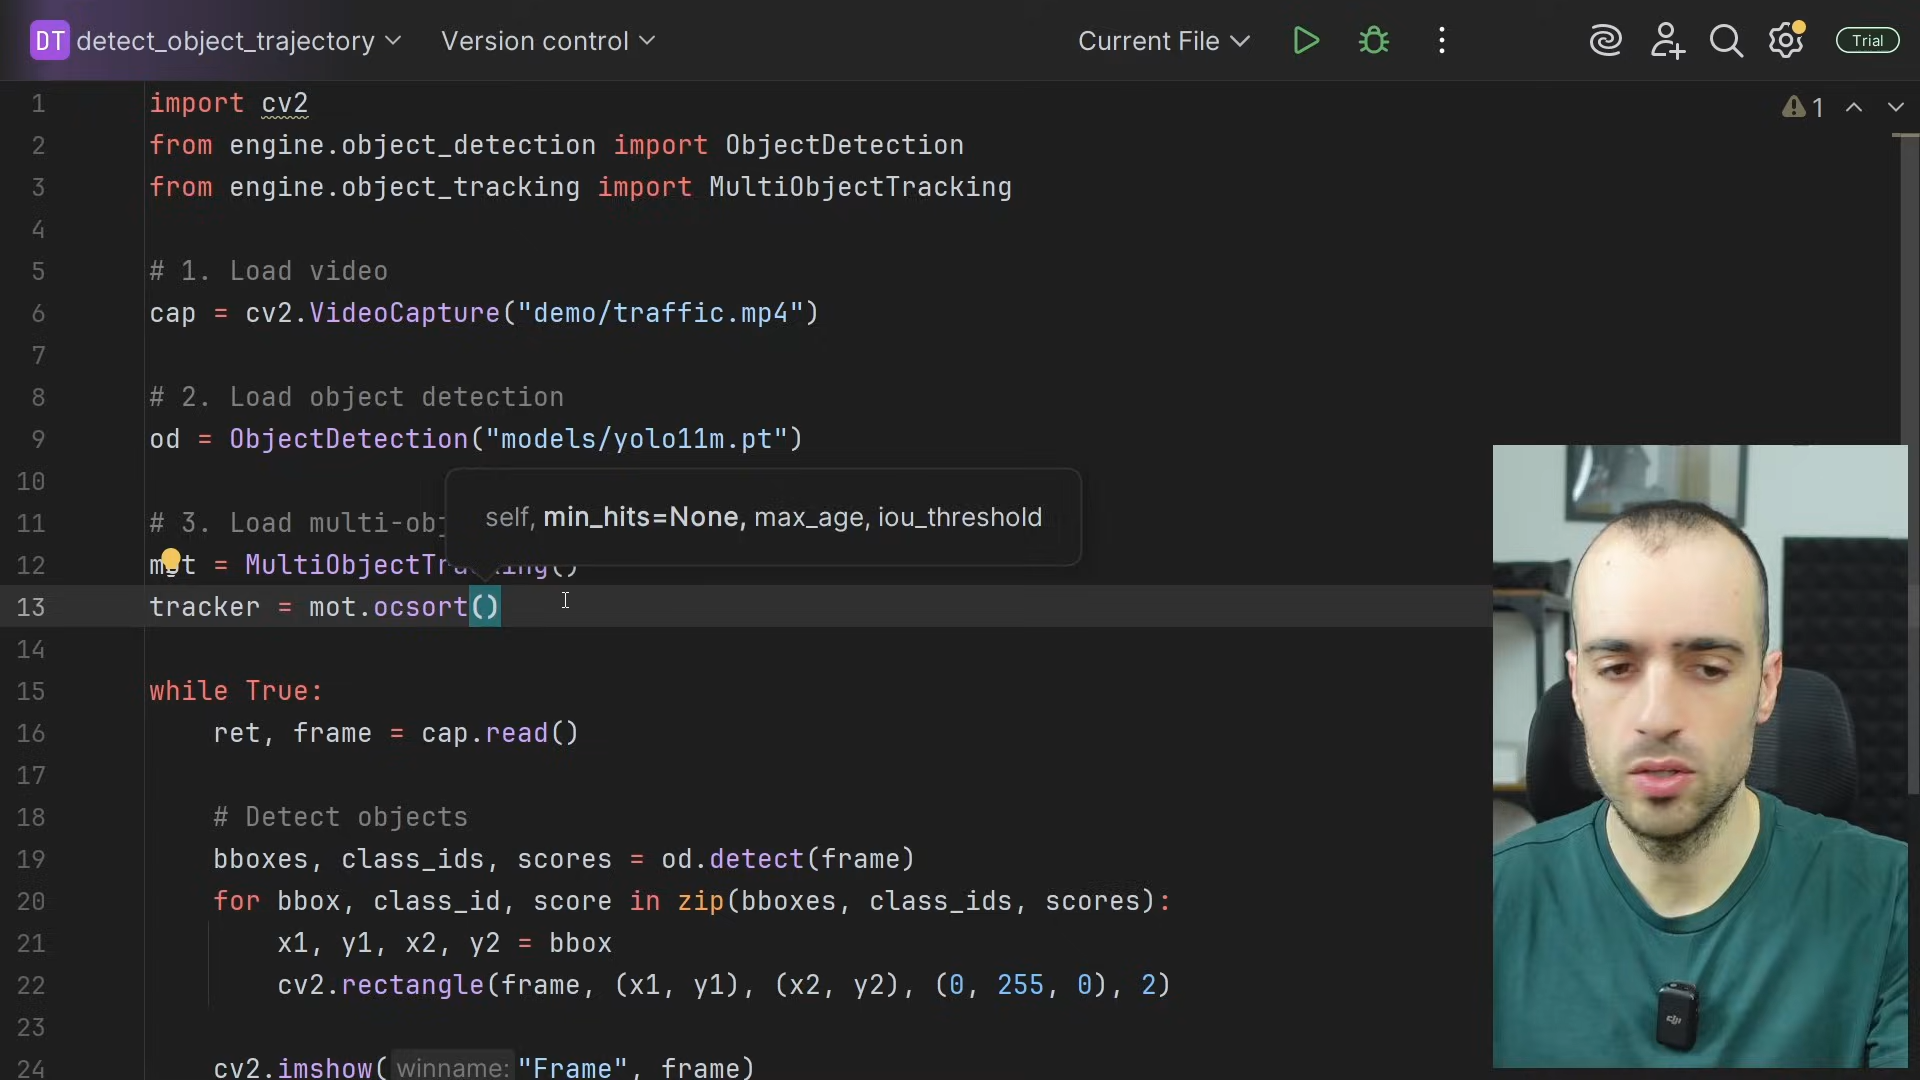 DT detect_object_trajectory Version control Current File Trial
1 import cv2
2 from engine.object_detection import ObjectDetection
3 from engine.object_tracking import MultiObjectTracking
4
5 # 1. Load video
6 cap = cv2.VideoCapture("demo/traffic.mp4")
7
8 # 2. Load object detection
9 od = ObjectDetection("models/yolo11m.pt")
10
self, min_hits=None, max_age, iou_threshold
11 # 3. Load multi-obj
12 mot = MultiObjectTracking()
13 tracker = mot.ocsort()
14
15 while True:
16 ret, frame = cap.read()
17
18 # Detect objects
19 bboxes, class_ids, scores = od.detect(frame)
20 for bbox, class_id, score in zip(bboxes, class_ids, scores):
21 x1, y1, x2, y2 = bbox
22 cv2.rectangle(frame, (x1, y1), (x2, y2), (0, 255, 0), 2)
23
24 cv2.imshow( winname: "Frame", frame)
1
dji